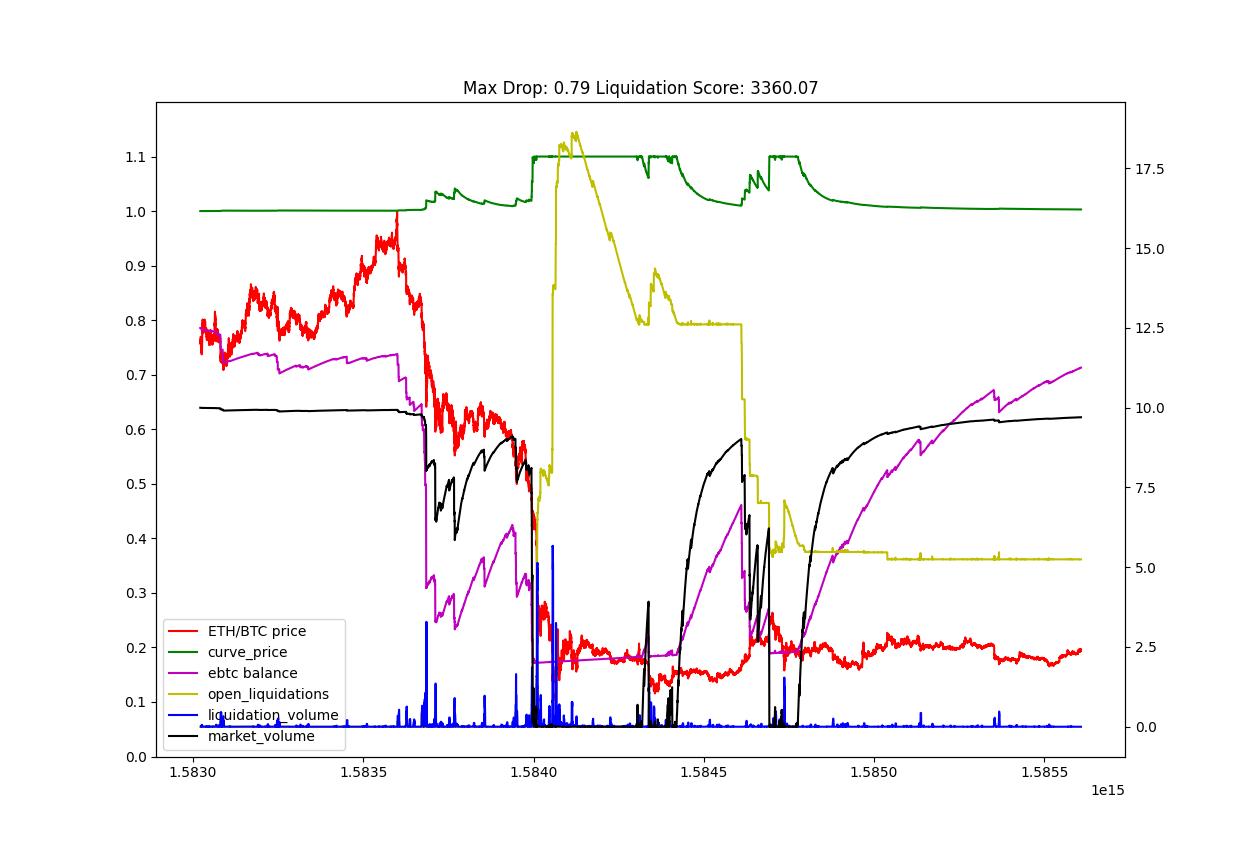 Max Drop: 0.79 Liquidation Score: 3360.07
1.1
1.0
0.9
0.8
0.7
0.6
0.5
0.4
0.3
0.2
0.1
0.0
17.5
15.0
12.5
10.0
7.5
5.0
2.5
0.0
ETH/BTC price
curve_price
ebtc balance
open_liquidations
liquidation_volume
market_volume
1.5830 1.5835 1.5840 1.5845 1.5850 1.5855
1e15